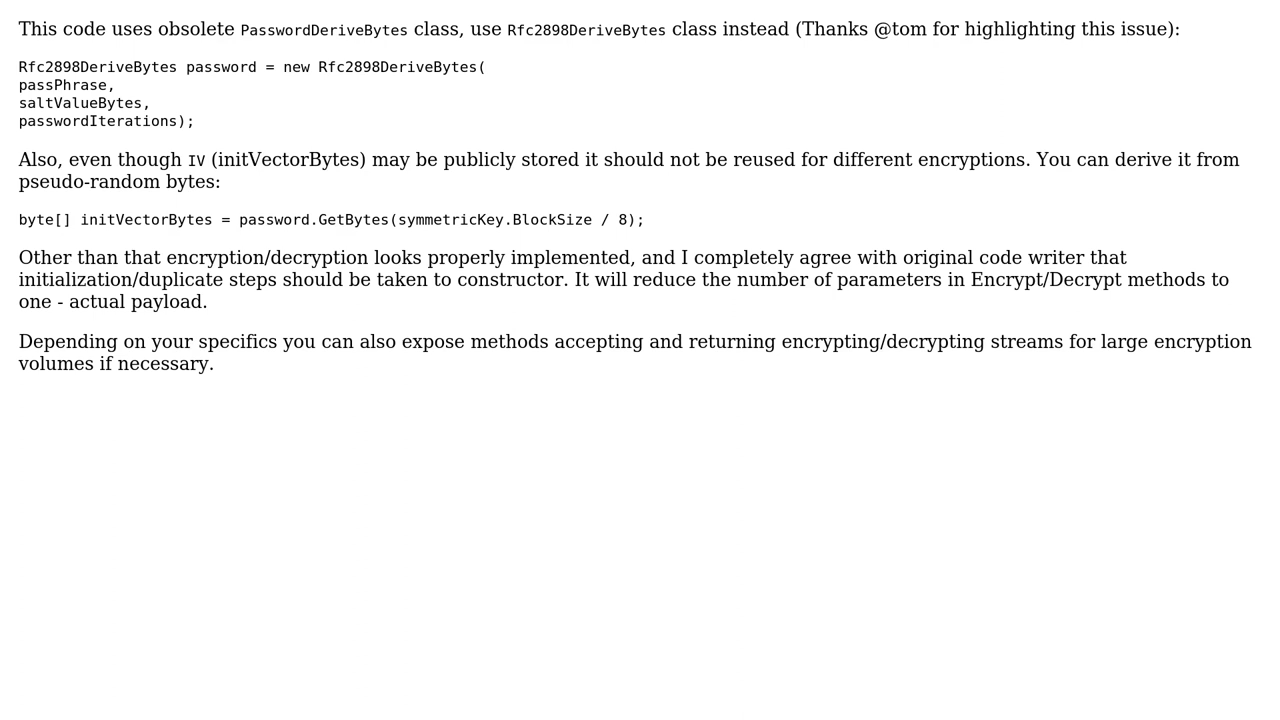 This code uses obsolete PasswordDeriveBytes class, use Rfc2898DeriveBytes class instead (Thanks @tom for highlighting this issue):
Rfc2898DeriveBytes password = new Rfc2898DeriveBytes(
passPhrase,
saltValueBytes,
passwordIterations);
Also, even though IV (initVectorBytes) may be publicly stored it should not be reused for different encryptions. You can derive it from
pseudo-random bytes:
byte[] initVectorBytes = password.GetBytes(symmetricKey.BlockSize / 8);
Other than that encryption/decryption looks properly implemented, and I completely agree with original code writer that
initialization/duplicate steps should be taken to constructor. It will reduce the number of parameters in Encrypt/Decrypt methods to
one - actual payload.
Depending on your specifics you can also expose methods accepting and returning encrypting/decrypting streams for large encryption
volumes if necessary.